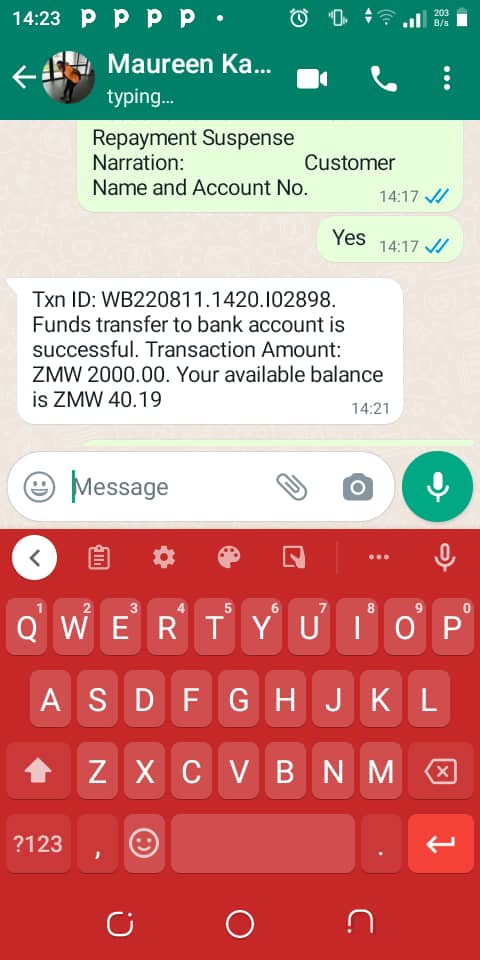 14:23 203 B/s
Maureen Ka...
typing...
Repayment Suspense
Narration: Customer
Name and Account No.
14:17
Yes 14:17
Txn ID: WB220811.1420.I02898.
Funds transfer to bank account is
successful. Transaction Amount:
ZMW 2000.00. Your available balance
is ZMW 40.19
14:21
Message
1 2 3 4 5 6 7 8 9 0
Q W E R T Y U I O P
A S D F G H J K L
Z X C V B N M
?123 , .